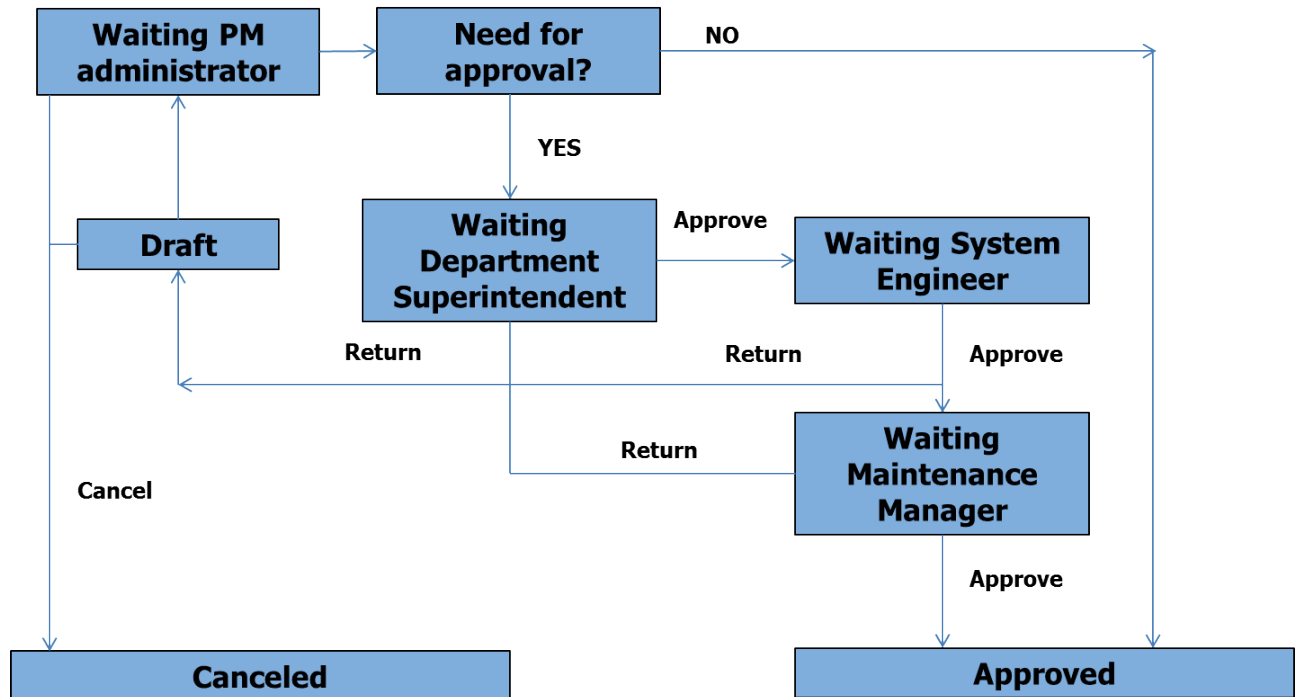 Waiting PM
administrator
Need for
approval?
NO
YES
Draft
Waiting
Department
Superintendent
Approve
Waiting System
Engineer
Return
Return
Approve
Return
Waiting
Maintenance
Manager
Cancel
Approve
Canceled
Approved